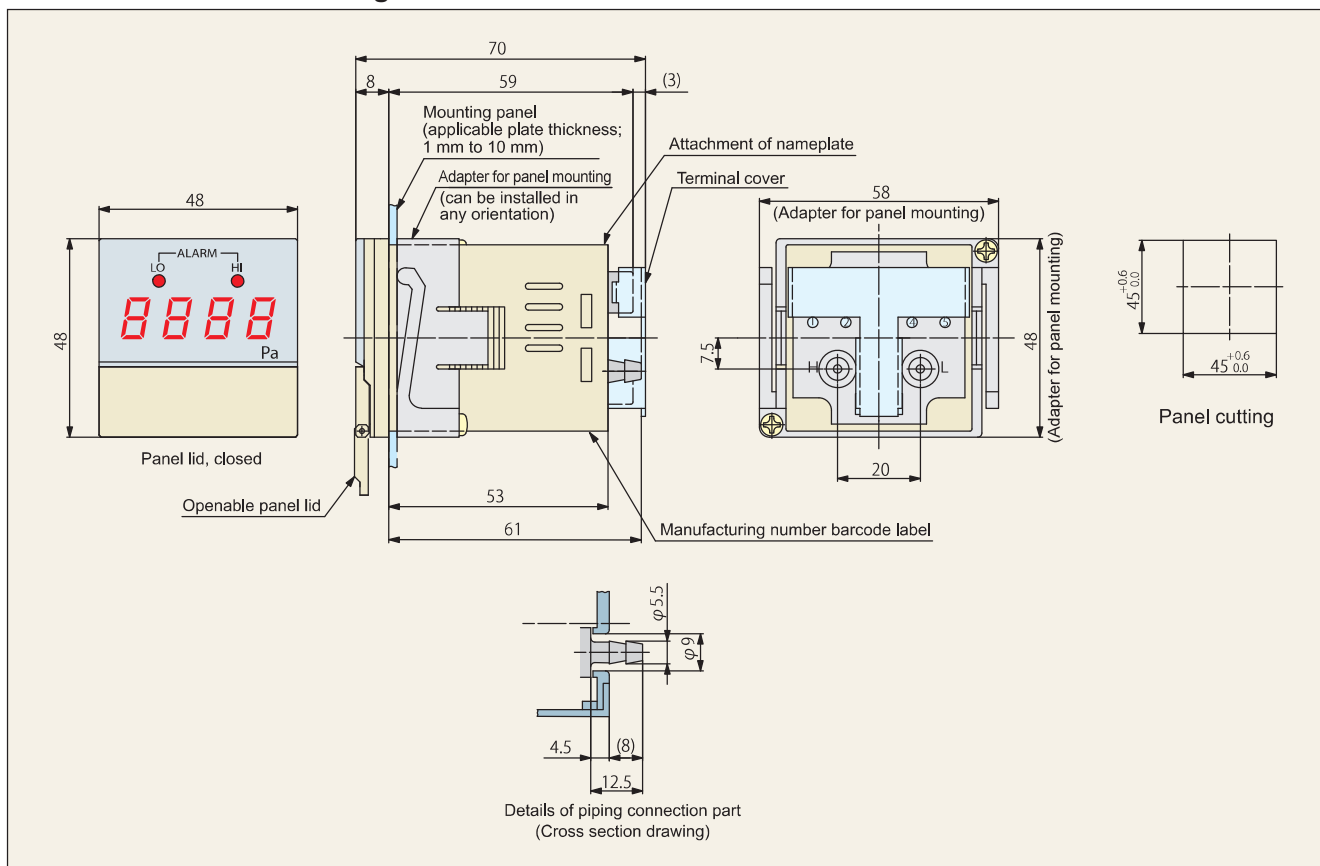 70
8
59
(3)
Mounting panel
(applicable plate thickness;
1 mm to 10 mm)
Adapter for panel mounting
(can be installed in
any orientation)
Attachment of nameplate
Terminal cover
48
48
ALARM
LO
HI
8888
Pa
Panel lid, closed
Openable panel lid
53
61
Manufacturing number barcode label
58
(Adapter for panel mounting)
48
(Adapter for panel mounting)
7.5
1 2 4 5
H L
20
45 +0.6 0.0
45 +0.6 0.0
Panel cutting
φ5.5
φ9
4.5
(8)
12.5
Details of piping connection part
(Cross section drawing)